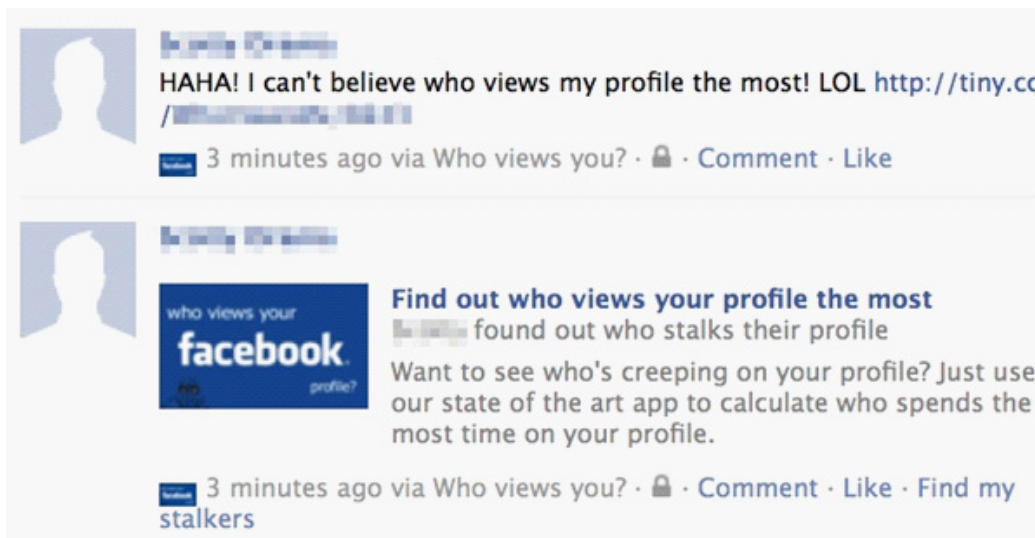 HAHA! I can't believe who views my profile the most! LOL http://tiny.cc
/
3 minutes ago via Who views you? · · Comment · Like
who views your
facebook.
profile?
Find out who views your profile the most
found out who stalks their profile
Want to see who's creeping on your profile? Just use
our state of the art app to calculate who spends the
most time on your profile.
3 minutes ago via Who views you? · · Comment · Like · Find my
stalkers